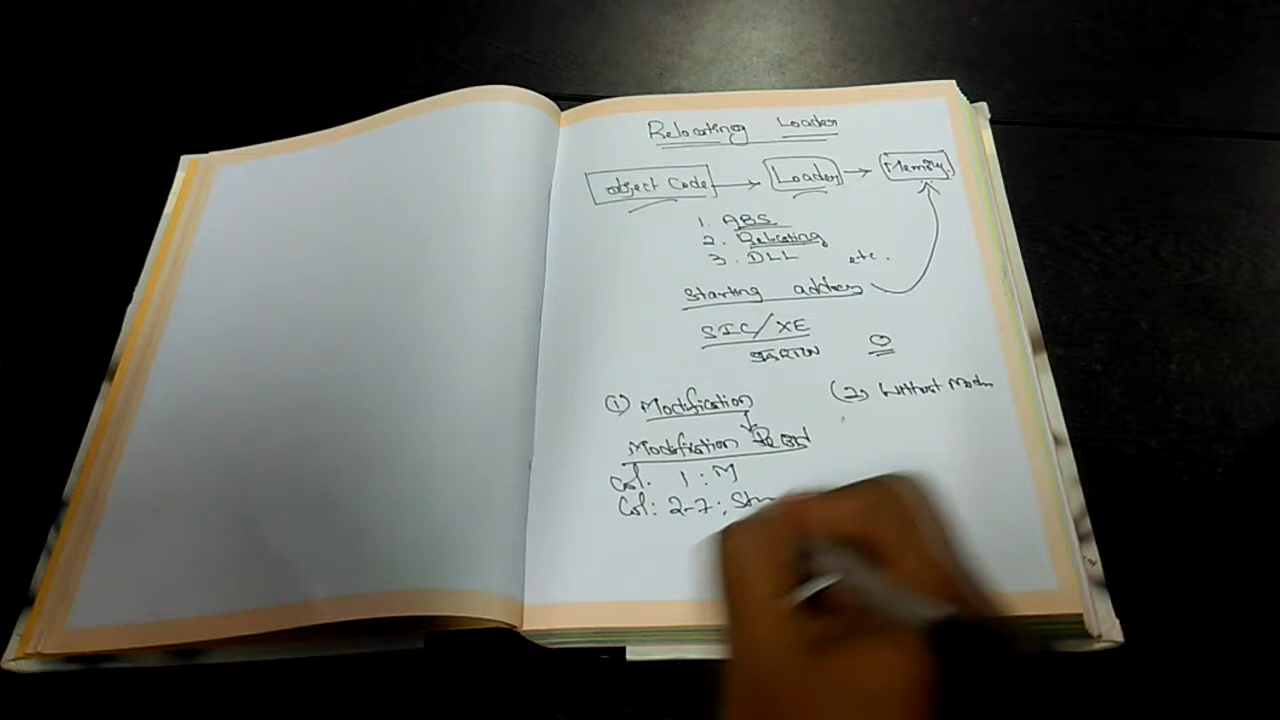 Relocating Loader
Object Code Loader Memory
1. ABS
2. Relocating
3. DLL etc.
Starting address
SIC/XE
0
(1) Modification (2) Without
Modification Record
Col. 1 : M
Col: 2-7 :